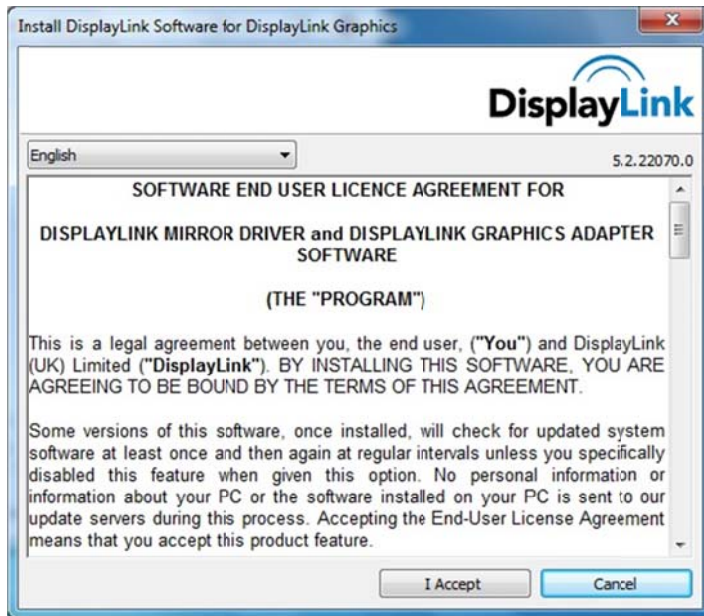 Install DisplayLink Software for DisplayLink Graphics
DisplayLink
English
5.2.22070.0
SOFTWARE END USER LICENCE AGREEMENT FOR
DISPLAYLINK MIRROR DRIVER and DISPLAYLINK GRAPHICS ADAPTER
SOFTWARE
(THE "PROGRAM")
This is a legal agreement between you, the end user, ("You") and DisplayLink
(UK) Limited ("DisplayLink"). BY INSTALLING THIS SOFTWARE, YOU ARE
AGREEING TO BE BOUND BY THE TERMS OF THIS AGREEMENT.
Some versions of this software, once installed, will check for updated system
software at least once and then again at regular intervals unless you specifically
disabled this feature when given this option. No personal information or
information about your PC or the software installed on your PC is sent to our
update servers during this process. Accepting the End-User License Agreement
means that you accept this product feature.
I Accept
Cancel